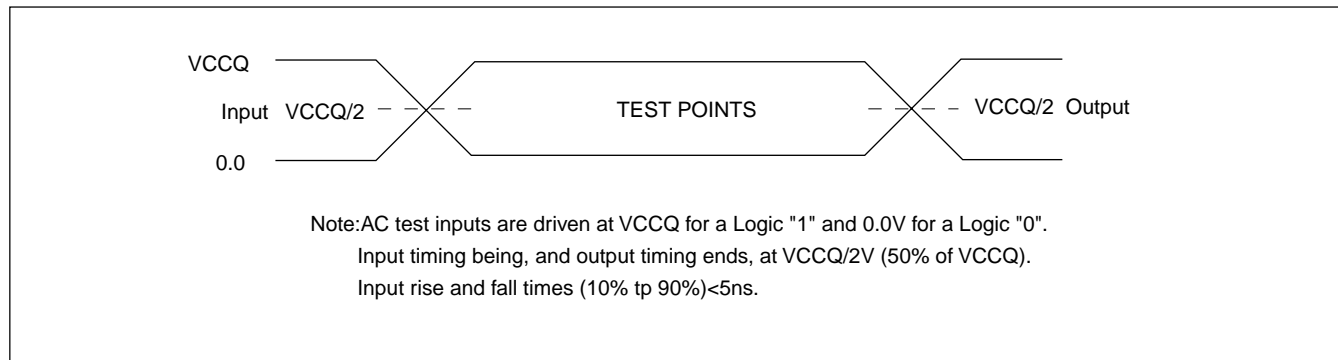 VCCQ
Input VCCQ/2 TEST POINTS VCCQ/2 Output
0.0
Note:AC test inputs are driven at VCCQ for a Logic "1" and 0.0V for a Logic "0".
Input timing being, and output timing ends, at VCCQ/2V (50% of VCCQ).
Input rise and fall times (10% tp 90%)<5ns.